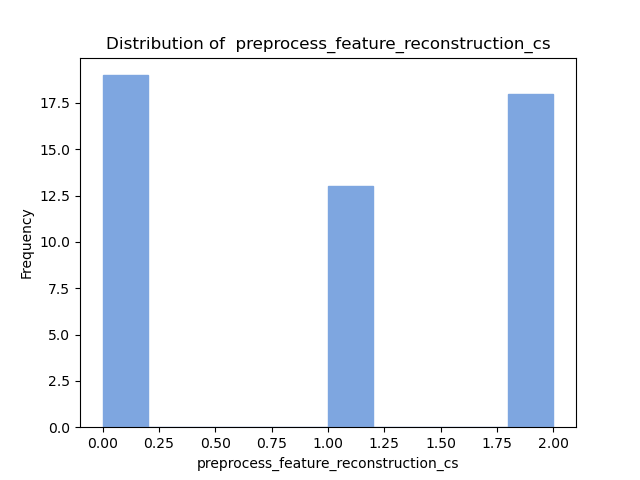 Distribution of  preprocess_feature_reconstruction_cs
17.5
15.0
12.5
10.0
7.5
5.0
2.5
0.0
Frequency
0.00 0.25 0.50 0.75 1.00 1.25 1.50 1.75 2.00
preprocess_feature_reconstruction_cs